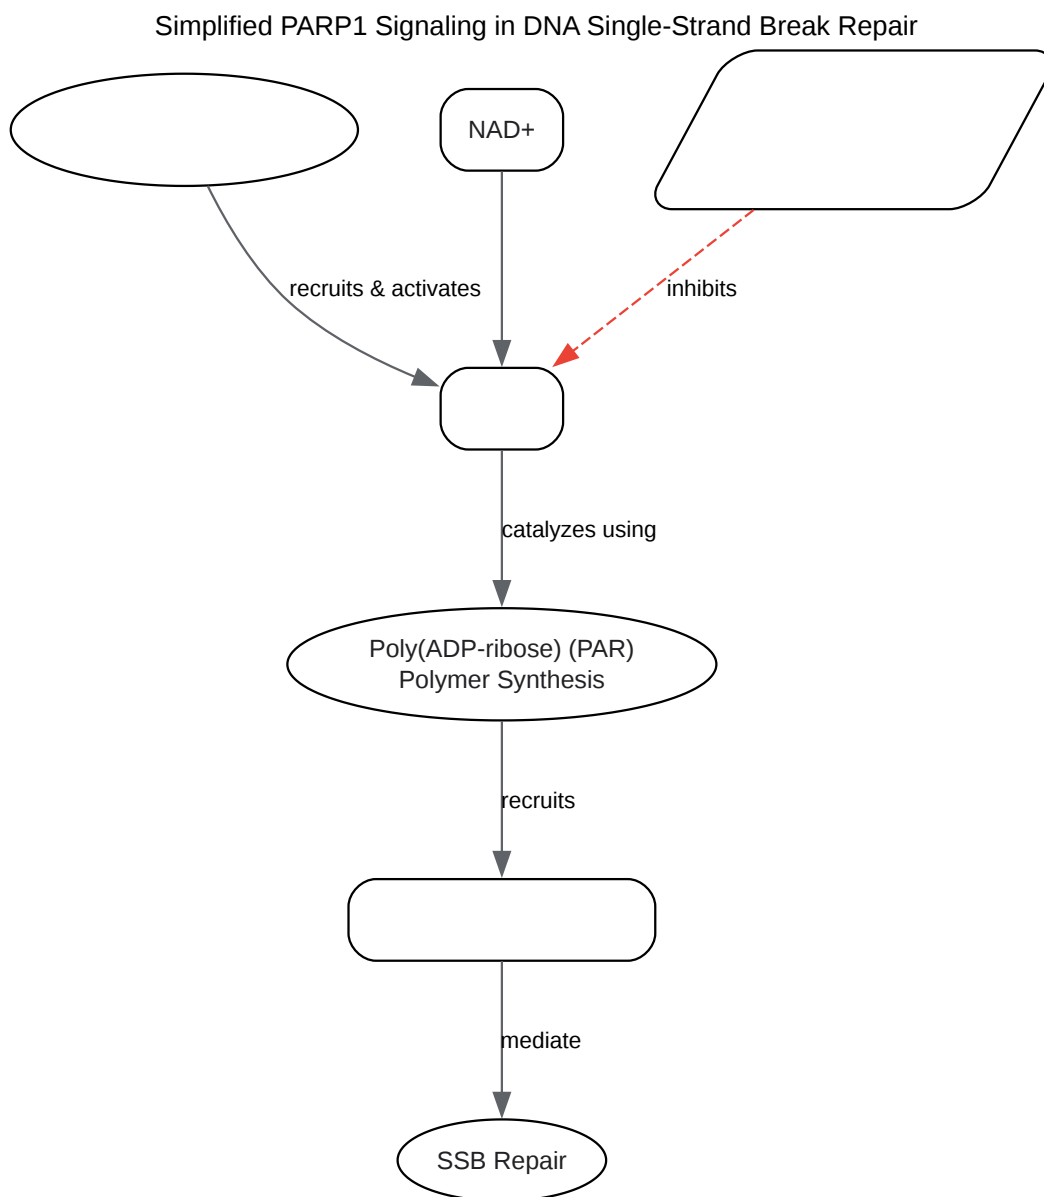 Simplified PARP1 Signaling in DNA Single-Strand Break Repair
NAD+
recruits & activates
inhibits
catalyzes using
Poly(ADP-ribose) (PAR)
Polymer Synthesis
recruits
mediate
SSB Repair